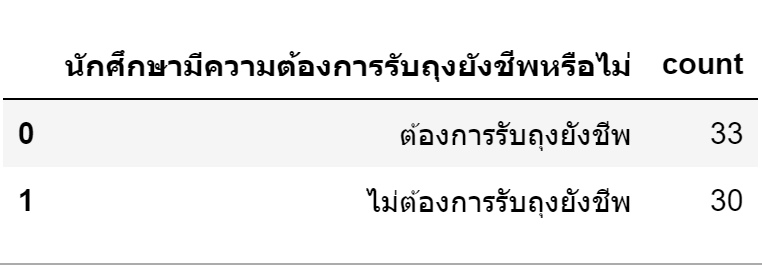 นักศึกษามีความต้องการรับถุงยังชีพหรือไม่ count
0 ต้องการรับถุงยังชีพ 33
1 ไม่ต้องการรับถุงยังชีพ 30